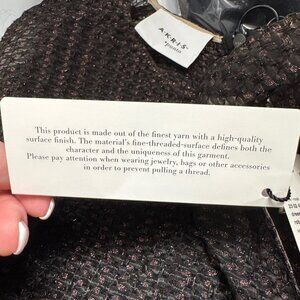 A·K·R·I·S·
punto
This product is made out of the finest yarn with a high-quality
surface finish. The material's fine-threaded-surface defines both the
character and the uniqueness of this garment.
Please pay attention when wearing jewelry, bags or other accessories
in order to prevent pulling a thread.